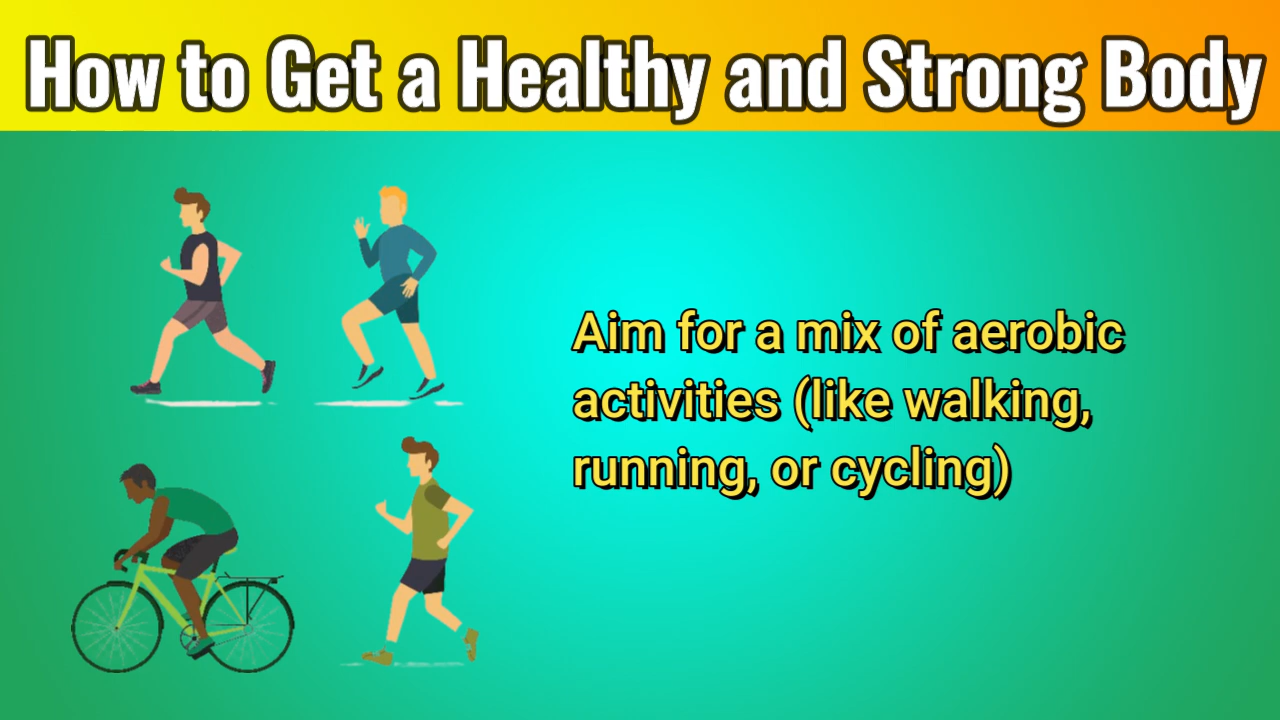 How to Get a Healthy and Strong Body
Aim for a mix of aerobic
activities (like walking,
running, or cycling)